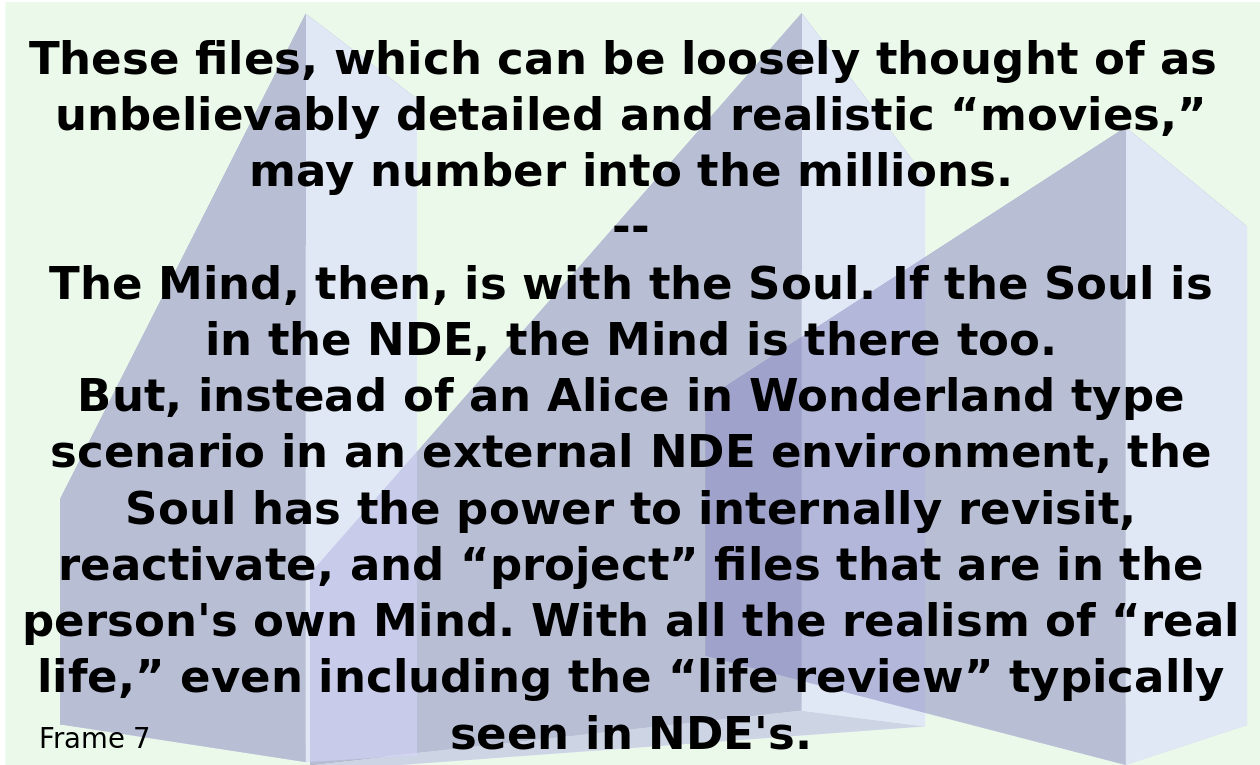 These files, which can be loosely thought of as
unbelievably detailed and realistic “movies,”
may number into the millions.
--
The Mind, then, is with the Soul. If the Soul is
in the NDE, the Mind is there too.
But, instead of an Alice in Wonderland type
scenario in an external NDE environment, the
Soul has the power to internally revisit,
reactivate, and “project” files that are in the
person's own Mind. With all the realism of “real
life,” even including the “life review” typically
seen in NDE's.
Frame 7